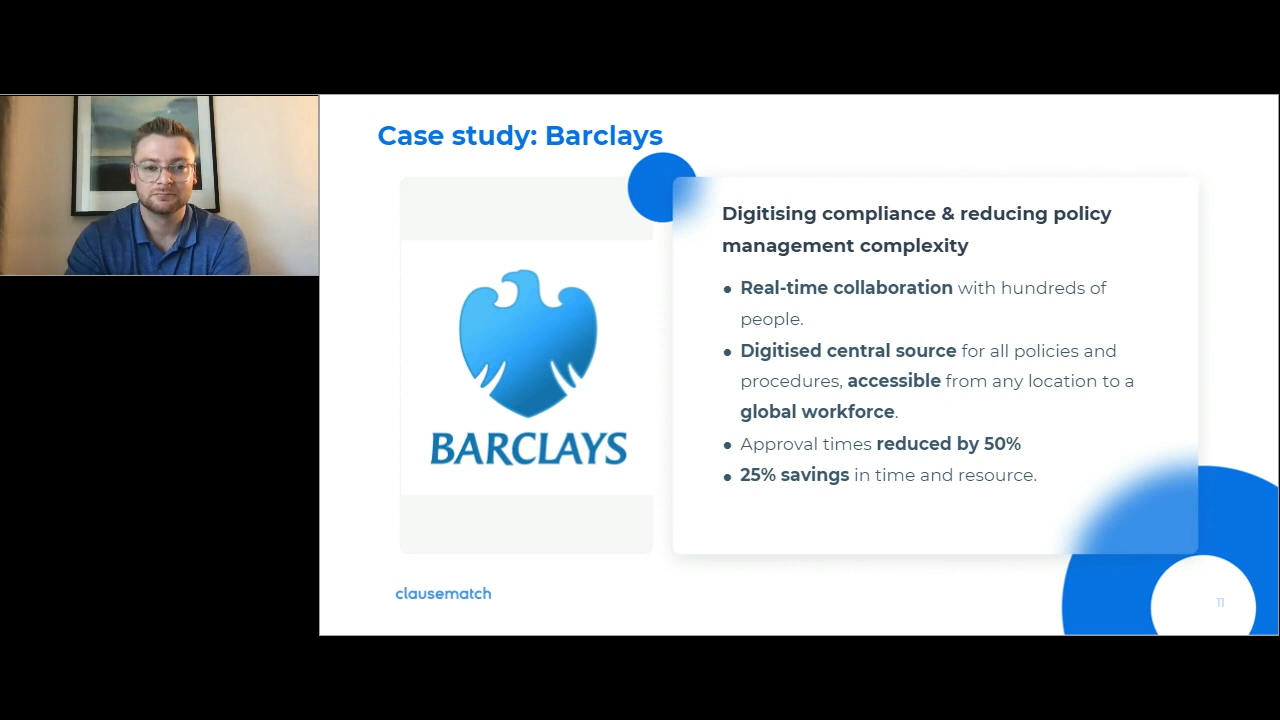 Case study: Barclays
BARCLAYS
Digitising compliance & reducing policy
management complexity
● Real-time collaboration with hundreds of
people.
● Digitised central source for all policies and
procedures, accessible from any location to a
global workforce.
● Approval times reduced by 50%
● 25% savings in time and resource.
clausematch
11